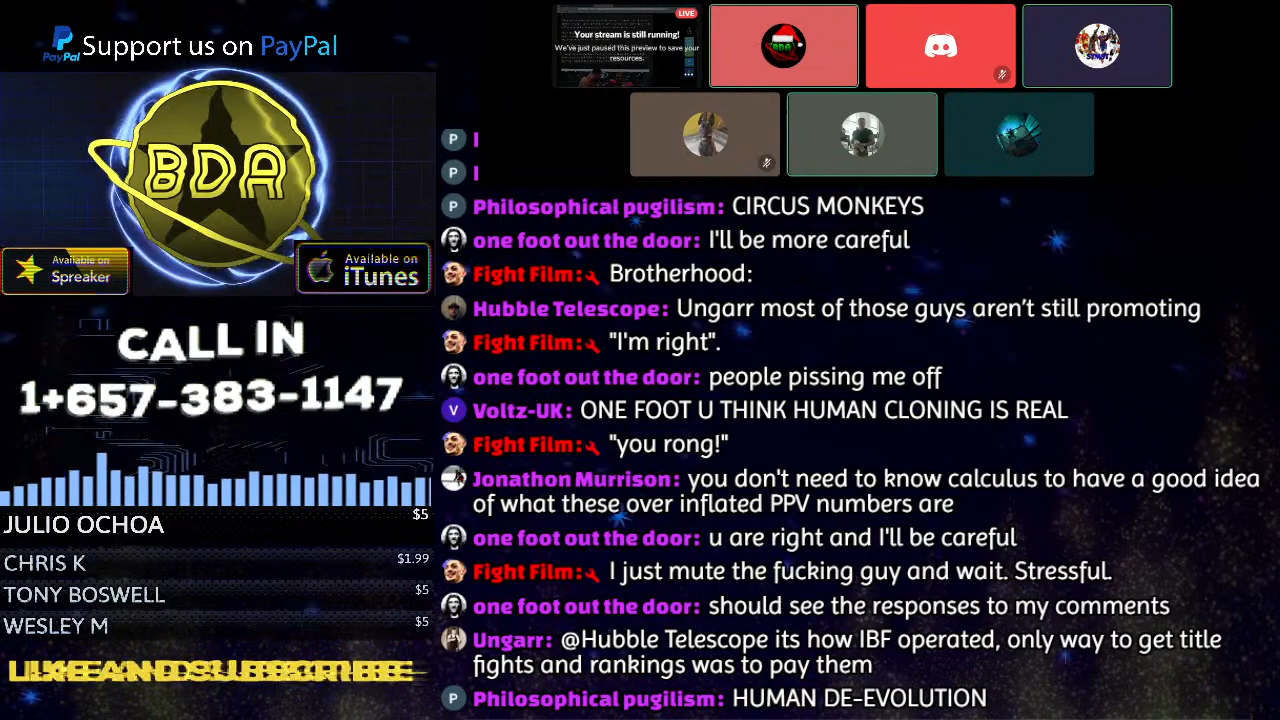 Support us on PayPal
PayPal
BDA
Available on
Spreaker
Available on
iTunes
CALL IN
1+657-383-1147
JULIO OCHOA $5
CHRIS K $1.99
TONY BOSWELL $5
WESLEY M $5
LIKE AND SUBSCRIBE
LIVE
Your stream is still running!
We've just paused this preview to save your
resources.
BDA
P I
P I
P Philosophical pugilism: CIRCUS MONKEYS
one foot out the door: I'll be more careful
Fight Film: Brotherhood:
Hubble Telescope: Ungarr most of those guys aren't still promoting
Fight Film: "I'm right".
one foot out the door: people pissing me off
V Voltz-UK: ONE FOOT U THINK HUMAN CLONING IS REAL
Fight Film: "you rong!"
Jonathon Murrison: you don't need to know calculus to have a good idea
of what these over inflated PPV numbers are
one foot out the door: u are right and I'll be careful
Fight Film: I just mute the fucking guy and wait. Stressful.
one foot out the door: should see the responses to my comments
Ungarr: @Hubble Telescope its how IBF operated, only way to get title
fights and rankings was to pay them
P Philosophical pugilism: HUMAN DE-EVOLUTION